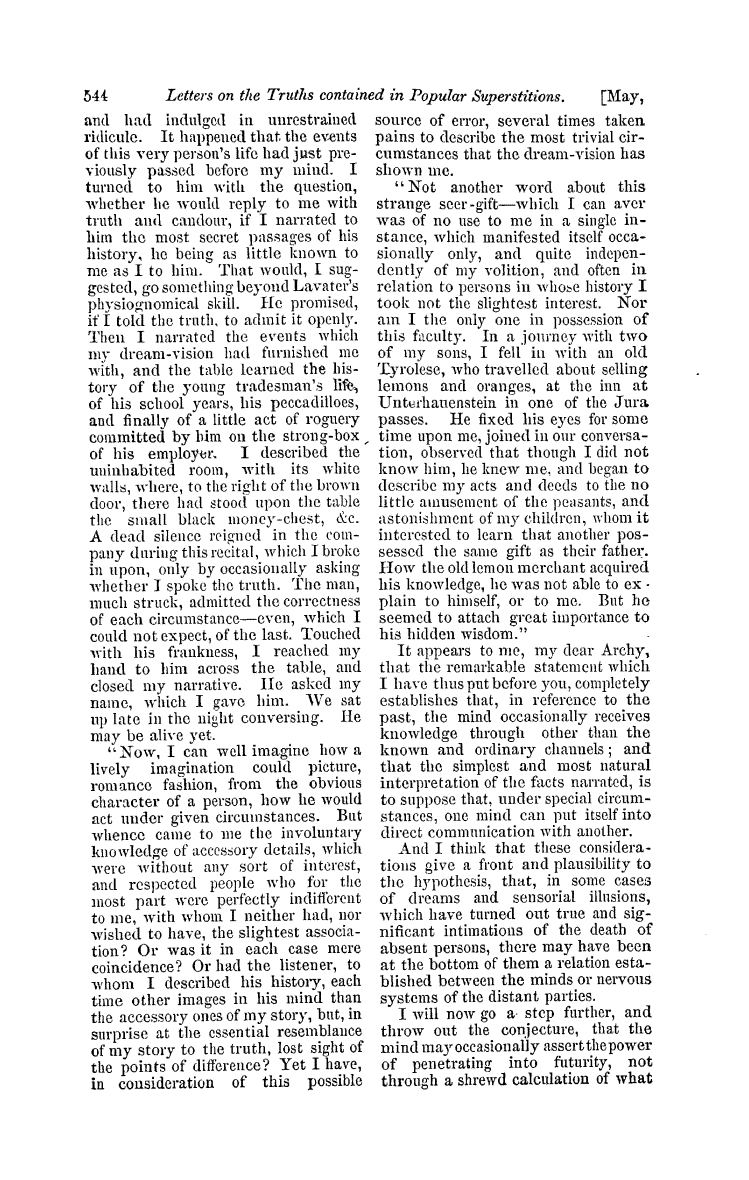 544 Letters on the Truths contained in Popular Superstitions. [May,
and had indulged in unrestrained
ridicule. It happened that the events
of this very person's life had just pre-
viously passed before my mind. I
turned to him with the question,
whether he would reply to me with
truth and candour, if I narrated to
him the most secret passages of his
history, he being as little known to
me as I to him. That would, I sug-
gested, go something beyond Lavater's
physiognomical skill. He promised,
if I told the truth, to admit it openly.
Then I narrated the events which
my dream-vision had furnished me
with, and the table learned the his-
tory of the young tradesman's life,
of his school years, his peccadilloes,
and finally of a little act of roguery
committed by him on the strong-box
of his employer. I described the
uninhabited room, with its white
walls, where, to the right of the brown
door, there had stood upon the table
the small black money-chest, &c.
A dead silence reigned in the com-
pany during this recital, which I broke
in upon, only by occasionally asking
whether I spoke the truth. The man,
much struck, admitted the correctness
of each circumstance—even, which I
could not expect, of the last. Touched
with his frankness, I reached my
hand to him across the table, and
closed my narrative. He asked my
name, which I gave him. We sat
up late in the night conversing. He
may be alive yet.
"Now, I can well imagine how a
lively imagination could picture,
romance fashion, from the obvious
character of a person, how he would
act under given circumstances. But
whence came to me the involuntary
knowledge of accessory details, which
were without any sort of interest,
and respected people who for the
most part were perfectly indifferent
to me, with whom I neither had, nor
wished to have, the slightest associa-
tion? Or was it in each case mere
coincidence? Or had the listener, to
whom I described his history, each
time other images in his mind than
the accessory ones of my story, but, in
surprise at the essential resemblance
of my story to the truth, lost sight of
the points of difference? Yet I have,
in consideration of this possible
source of error, several times taken
pains to describe the most trivial cir-
cumstances that the dream-vision has
shown me.
"Not another word about this
strange seer-gift—which I can aver
was of no use to me in a single in-
stance, which manifested itself occa-
sionally only, and quite indepen-
dently of my volition, and often in
relation to persons in whose history I
took not the slightest interest. Nor
am I the only one in possession of
this faculty. In a journey with two
of my sons, I fell in with an old
Tyrolese, who travelled about selling
lemons and oranges, at the inn at
Unterhauenstein in one of the Jura
passes. He fixed his eyes for some
time upon me, joined in our conversa-
tion, observed that though I did not
know him, he knew me, and began to
describe my acts and deeds to the no
little amusement of the peasants, and
astonishment of my children, whom it
interested to learn that another pos-
sessed the same gift as their father.
How the old lemon merchant acquired
his knowledge, he was not able to ex-
plain to himself, or to me. But he
seemed to attach great importance to
his hidden wisdom."
It appears to me, my dear Archy,
that the remarkable statement which
I have thus put before you, completely
establishes that, in reference to the
past, the mind occasionally receives
knowledge through other than the
known and ordinary channels; and
that the simplest and most natural
interpretation of the facts narrated, is
to suppose that, under special circum-
stances, one mind can put itself into
direct communication with another.
And I think that these considera-
tions give a front and plausibility to
the hypothesis, that, in some cases
of dreams and sensorial illusions,
which have turned out true and sig-
nificant intimations of the death of
absent persons, there may have been
at the bottom of them a relation esta-
blished between the minds or nervous
systems of the distant parties.
I will now go a step further, and
throw out the conjecture, that the
mind may occasionally assert the power
of penetrating into futurity, not
through a shrewd calculation of what